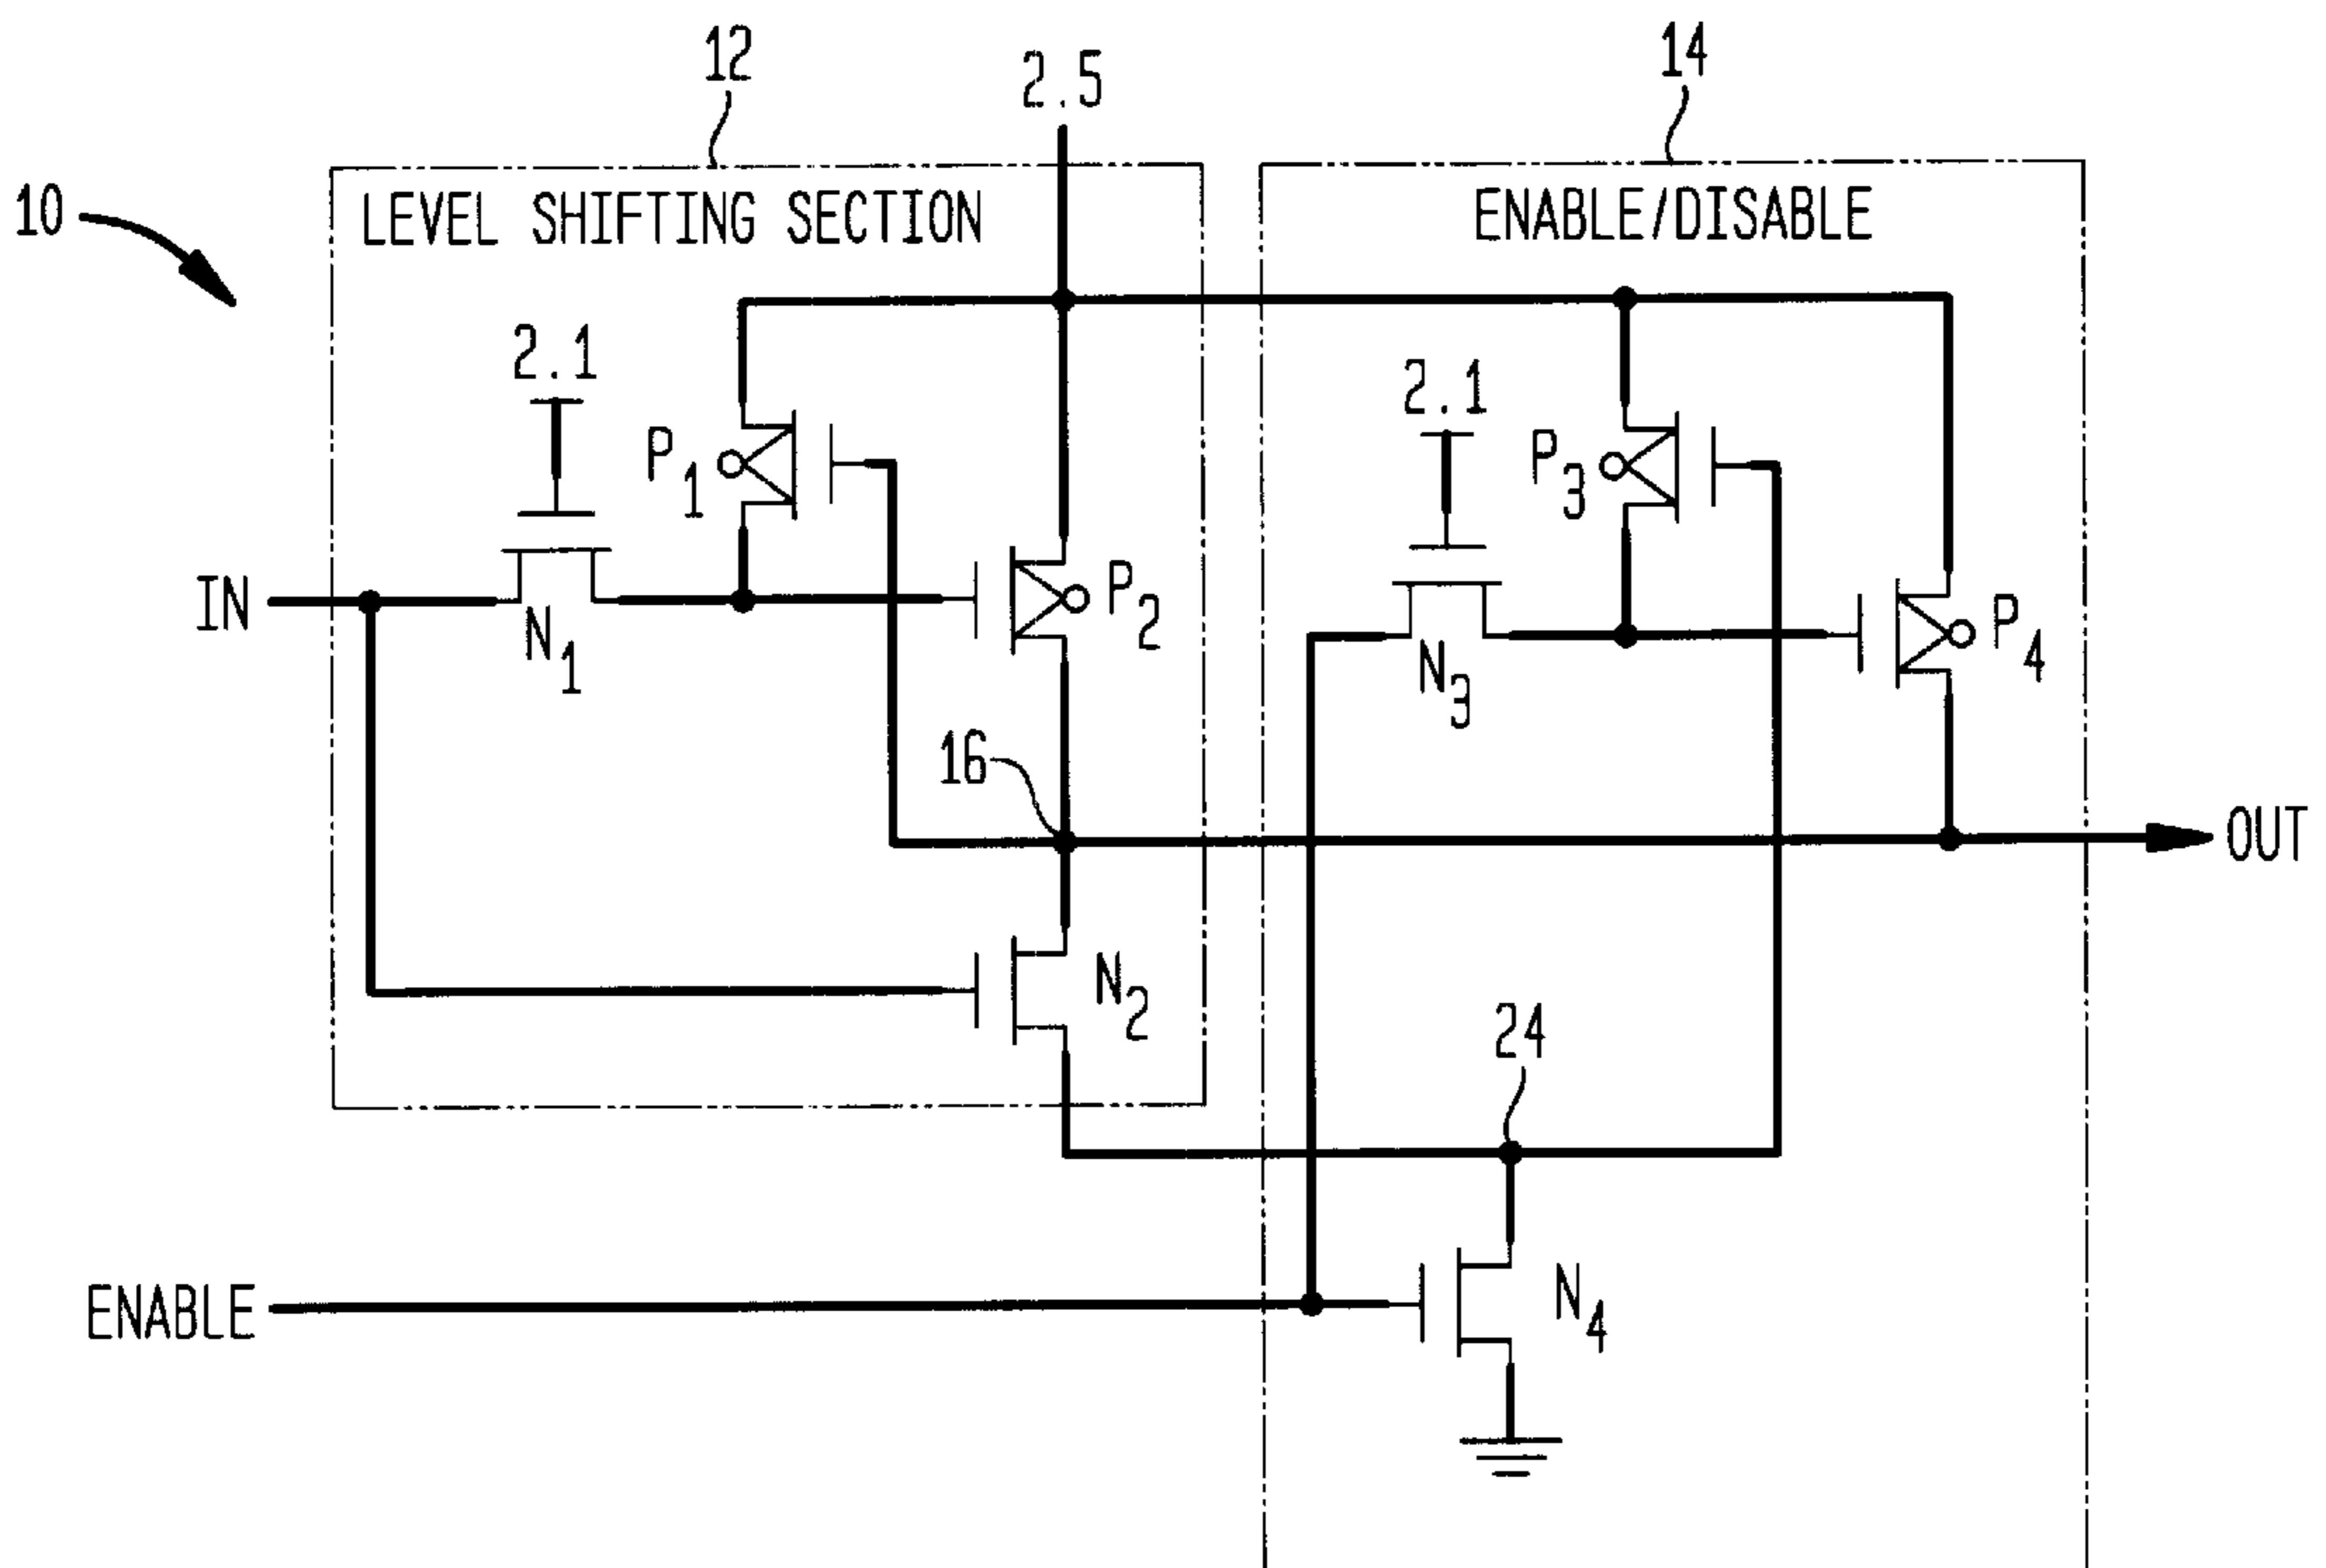 12
14
2.5
10
LEVEL SHIFTING SECTION
ENABLE/DISABLE
2.1
2.1
P1
P3
IN
N1
P2
N3
P4
16
OUT
N2
24
ENABLE
N4